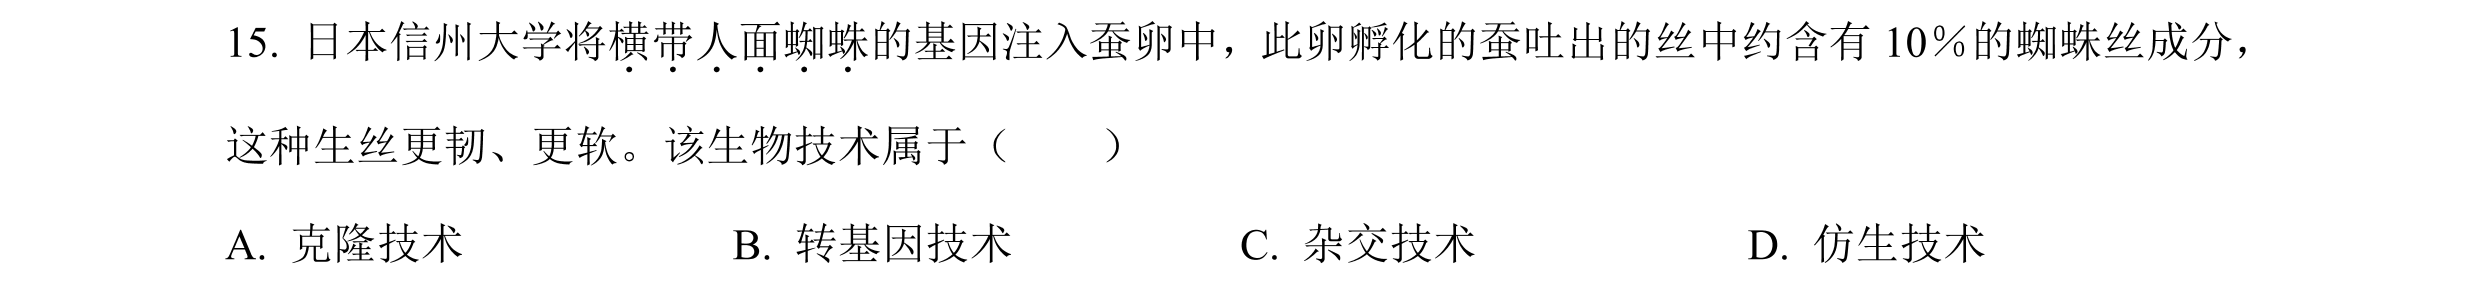 15. 日本信州大学将横带人面蜘蛛的基因注入蚕卵中，此卵孵化的蚕吐出的丝中约含有 10%的蜘蛛丝成分，
这种生丝更韧、更软。该生物技术属于（　　）
A. 克隆技术　　B. 转基因技术　　C. 杂交技术　　D. 仿生技术